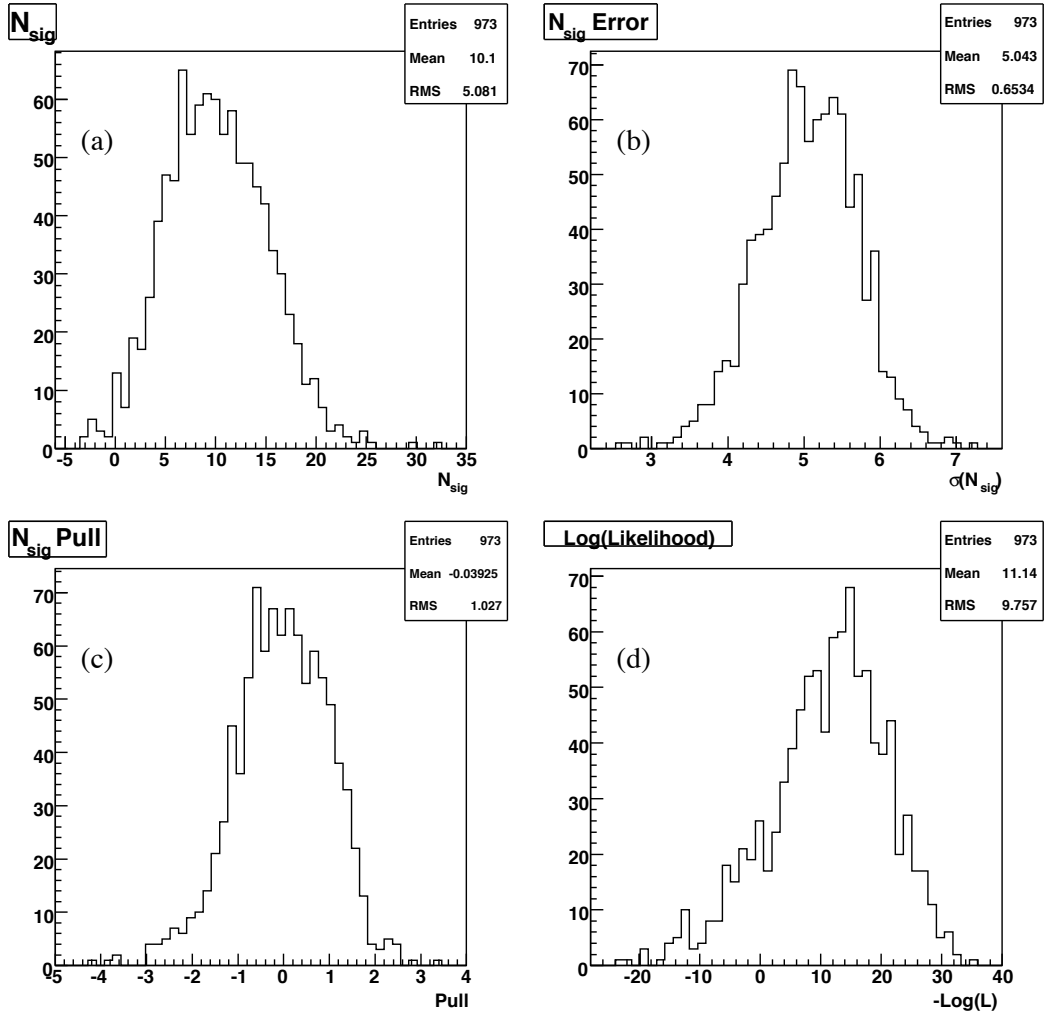 N_sig
Entries 973
Mean 10.1
RMS 5.081
(a)
60
50
40
30
20
10
0
-5 0 5 10 15 20 25 30 35
N_sig
N_sig Error
Entries 973
Mean 5.043
RMS 0.6534
(b)
70
60
50
40
30
20
10
0
3 4 5 6 7
σ(N_sig)
N_sig Pull
Entries 973
Mean -0.03925
RMS 1.027
(c)
70
60
50
40
30
20
10
0
-5 -4 -3 -2 -1 0 1 2 3 4
Pull
Log(Likelihood)
Entries 973
Mean 11.14
RMS 9.757
(d)
70
60
50
40
30
20
10
0
-20 -10 0 10 20 30 40
-Log(L)